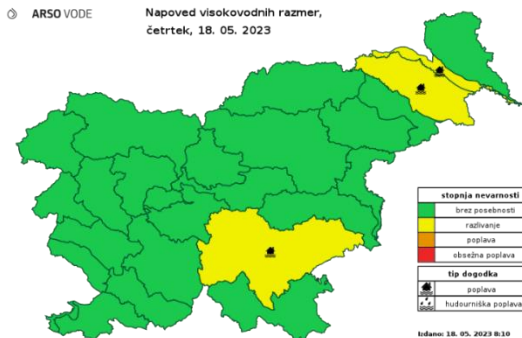 ARSO VODE
Napoved visokovodnih razmer,
četrtek, 18. 05. 2023
stopnja nevarnosti
brez posebnosti
razlivanje
poplava
obsežna poplava
tip dogodka
poplava
hudourniška poplava
Izdano: 18. 05. 2023 8:10